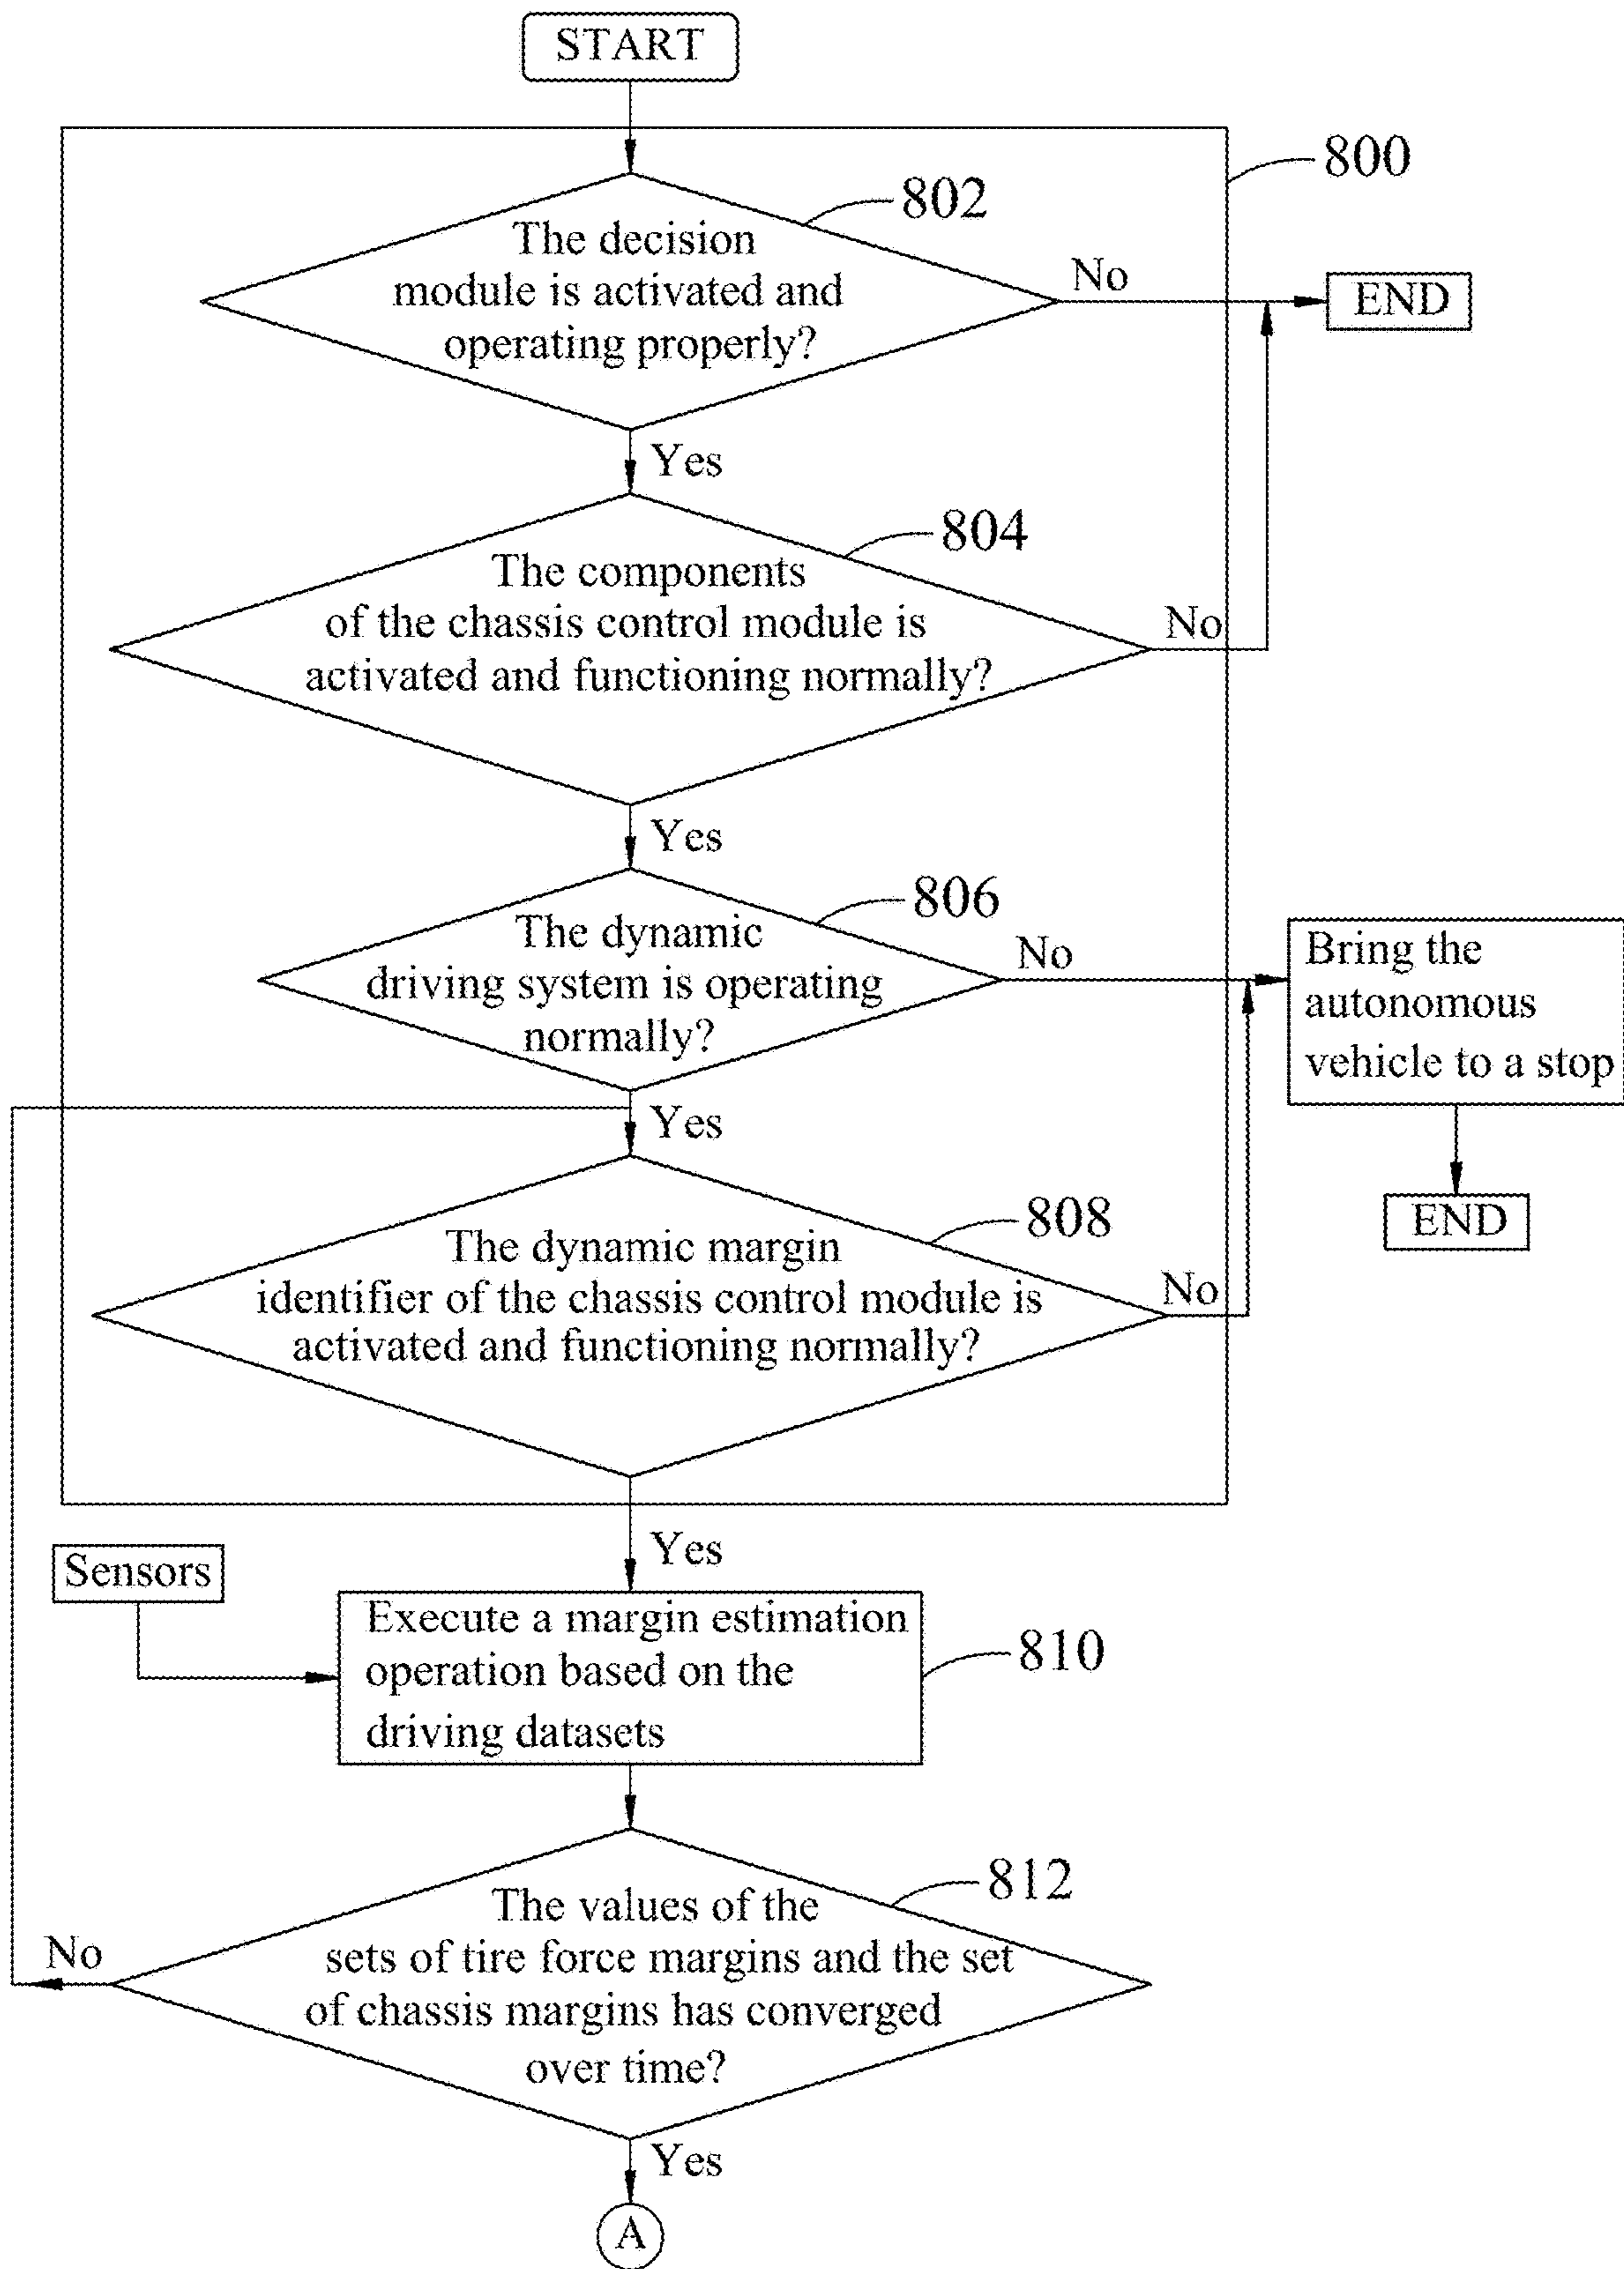 START
800
802
The decision
module is activated and
operating properly?
No
END
Yes
804
The components
of the chassis control module is
activated and functioning normally?
No
Yes
806
The dynamic
driving system is operating
normally?
No
Bring the
autonomous
vehicle to a stop
END
Yes
808
The dynamic margin
identifier of the chassis control module is
activated and functioning normally?
No
Yes
Sensors
Execute a margin estimation
operation based on the
driving datasets
810
812
The values of the
sets of tire force margins and the set
of chassis margins has converged
over time?
No
Yes
A